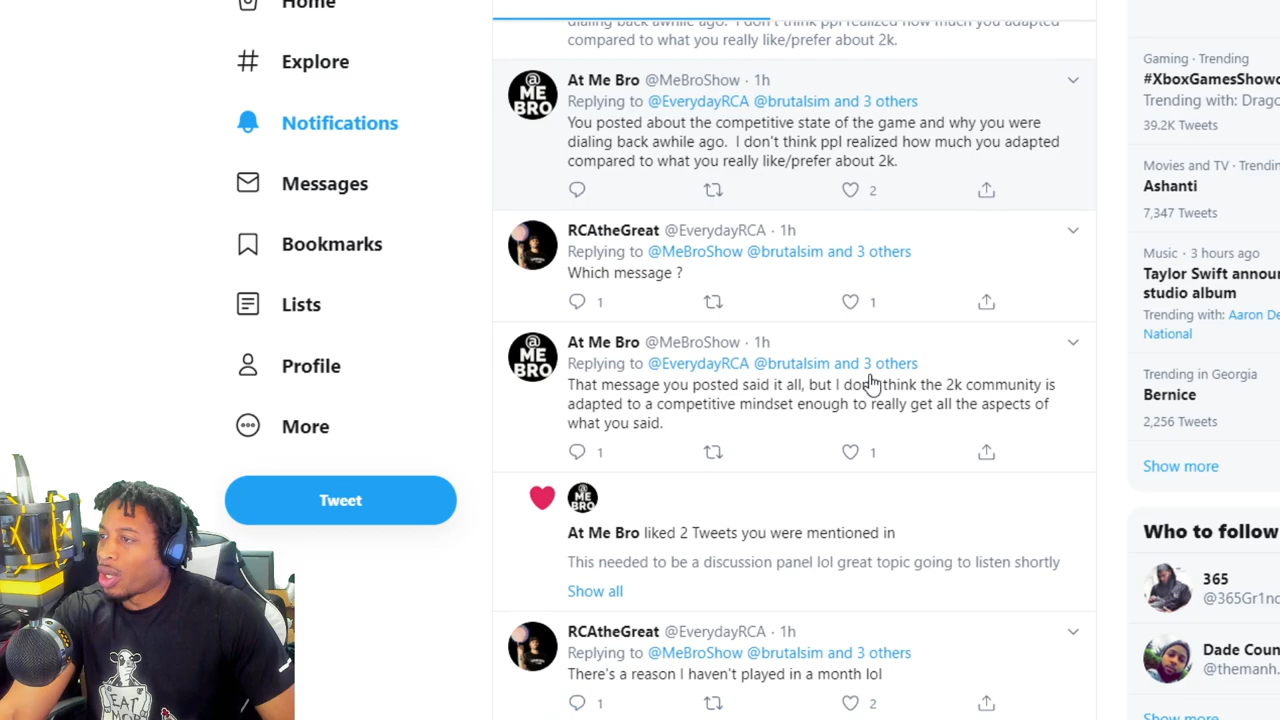 Home
Explore
Notifications
Messages
Bookmarks
Lists
Profile
More
Tweet
dialing back awhile ago. I don't think ppl realized how much you adapted
compared to what you really like/prefer about 2k.
At Me Bro @MeBroShow · 1h
Replying to @EverydayRCA @brutalsim and 3 others
You posted about the competitive state of the game and why you were
dialing back awhile ago. I don't think ppl realized how much you adapted
compared to what you really like/prefer about 2k.
2
RCAtheGreat @EverydayRCA · 1h
Replying to @MeBroShow @brutalsim and 3 others
Which message ?
1 1
At Me Bro @MeBroShow · 1h
Replying to @EverydayRCA @brutalsim and 3 others
That message you posted said it all, but I don't think the 2k community is
adapted to a competitive mindset enough to really get all the aspects of
what you said.
1 1
At Me Bro liked 2 Tweets you were mentioned in
This needed to be a discussion panel lol great topic going to listen shortly
Show all
RCAtheGreat @EverydayRCA · 1h
Replying to @MeBroShow @brutalsim and 3 others
There's a reason I haven't played in a month lol
1 2
@
ME
BRO
@
ME
BRO
ME
BRO
Gaming · Trending
#XboxGamesShowc
Trending with: Drago
39.2K Tweets
Movies and TV · Trendin
Ashanti
7,347 Tweets
Music · 3 hours ago
Taylor Swift announ
studio album
Trending with: Aaron De
National
Trending in Georgia
Bernice
2,256 Tweets
Show more
Who to follow
365
@365Gr1nd
Dade Coun
@themanh.
Show more
EAT